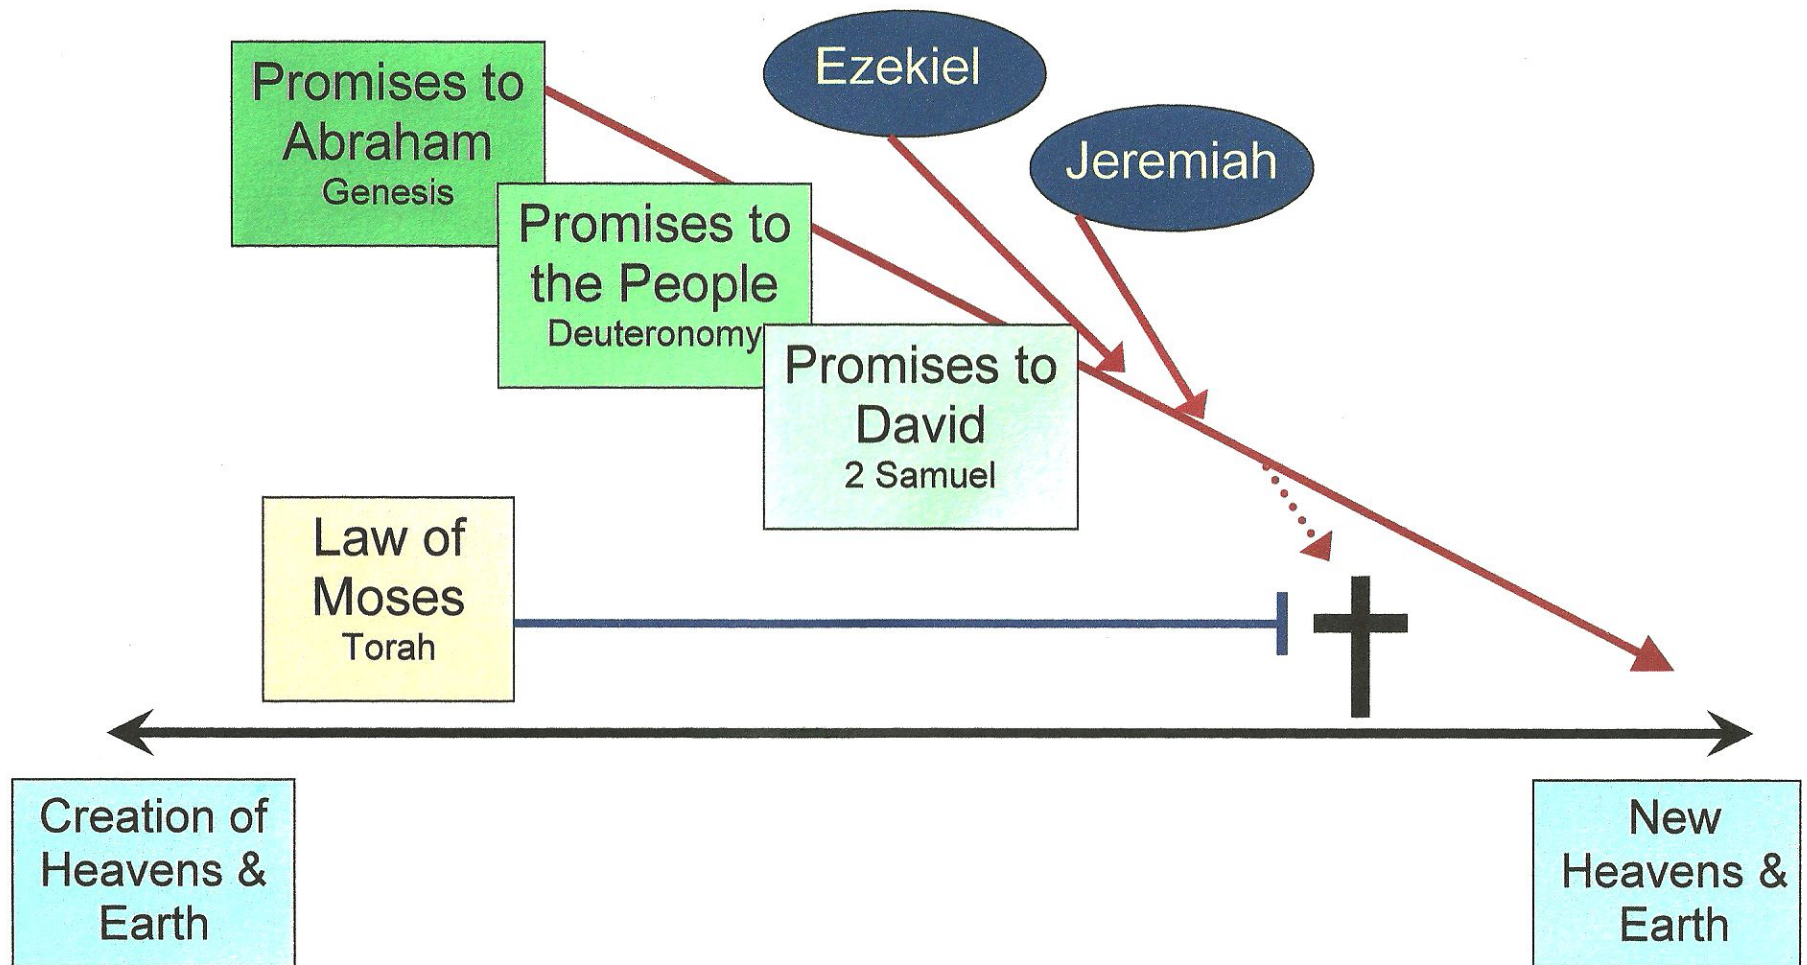 Promises to
Abraham
Genesis
Ezekiel
Jeremiah
Promises to
the People
Deuteronomy
Promises to
David
2 Samuel
Law of
Moses
Torah
Creation of
Heavens &
Earth
New
Heavens &
Earth